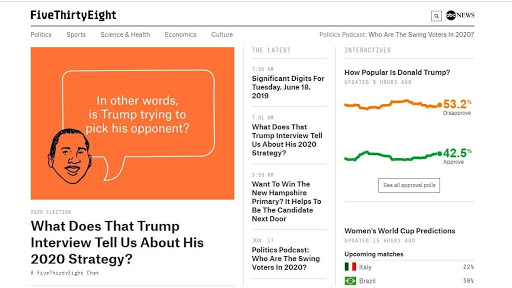 FiveThirtyEight
abc NEWS
Politics Sports Science & Health Economics Culture
Politics Podcast: Who Are The Swing Voters In 2020?
In other words,
is Trump trying to
pick his opponent?
2020 ELECTION
What Does That Trump
Interview Tell Us About His
2020 Strategy?
A FiveThirtyEight Chat
THE LATEST
7:05 AM
Significant Digits For
Tuesday, June 18,
2019
7:01 AM
What Does That
Trump Interview Tell
Us About His 2020
Strategy?
5:59 AM
Want To Win The
New Hampshire
Primary? It Helps To
Be The Candidate
Next Door
JUN. 17
Politics Podcast:
Who Are The Swing
Voters In 2020?
INTERACTIVES
How Popular Is Donald Trump?
UPDATED 8 HOURS AGO
53.2%
Disapprove
42.5%
Approve
See all approval polls
Women's World Cup Predictions
UPDATED 15 HOURS AGO
Upcoming matches
Italy 22%
Brazil 58%